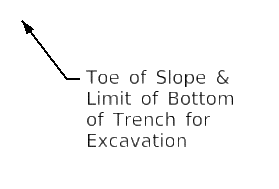 Toe of Slope &
Limit of Bottom
of Trench for
Excavation